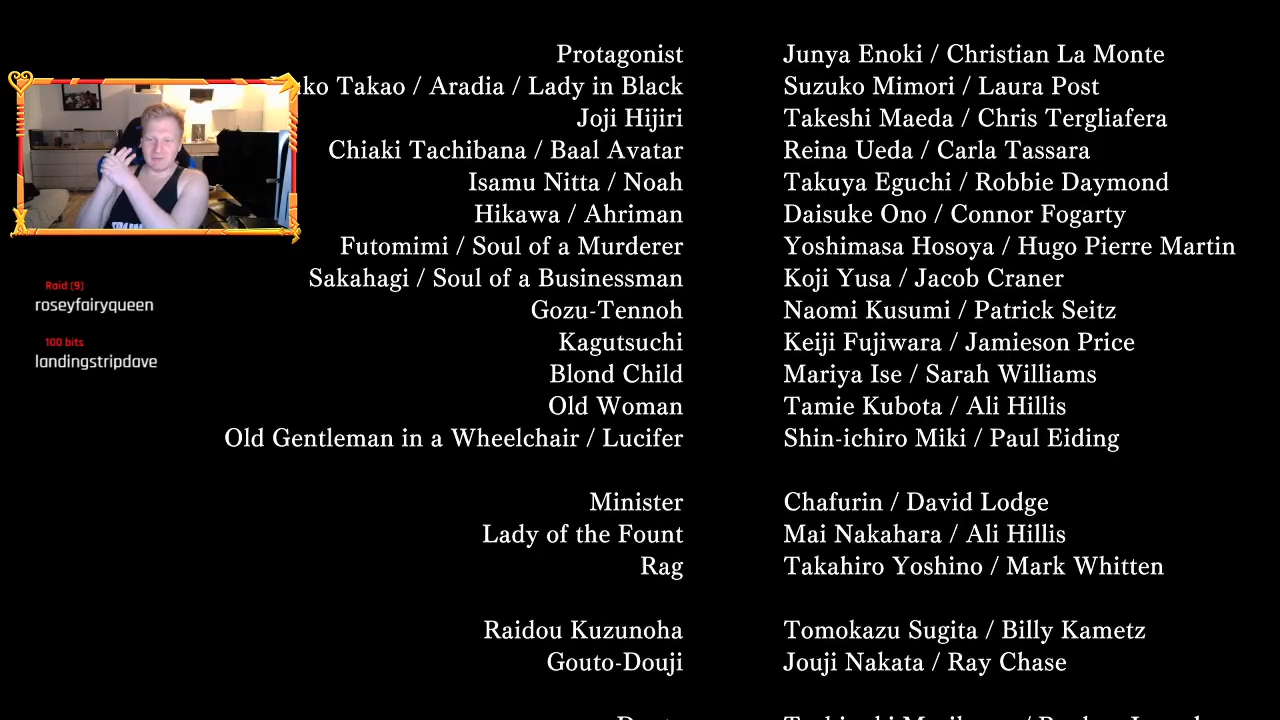 Protagonist Junya Enoki / Christian La Monte
ko Takao / Aradia / Lady in Black Suzuko Mimori / Laura Post
Joji Hijiri Takeshi Maeda / Chris Tergliafera
Chiaki Tachibana / Baal Avatar Reina Ueda / Carla Tassara
Isamu Nitta / Noah Takuya Eguchi / Robbie Daymond
Hikawa / Ahriman Daisuke Ono / Connor Fogarty
Futomimi / Soul of a Murderer Yoshimasa Hosoya / Hugo Pierre Martin
Sakahagi / Soul of a Businessman Koji Yusa / Jacob Craner
Gozu-Tennoh Naomi Kusumi / Patrick Seitz
Kagutsuchi Keiji Fujiwara / Jamieson Price
Blond Child Mariya Ise / Sarah Williams
Old Woman Tamie Kubota / Ali Hillis
Old Gentleman in a Wheelchair / Lucifer Shin-ichiro Miki / Paul Eiding
Minister Chafurin / David Lodge
Lady of the Fount Mai Nakahara / Ali Hillis
Rag Takahiro Yoshino / Mark Whitten
Raidou Kuzunoha Tomokazu Sugita / Billy Kametz
Gouto-Douji Jouji Nakata / Ray Chase
Raid (9)
roseyfairyqueen
100 bits
landingstripdave